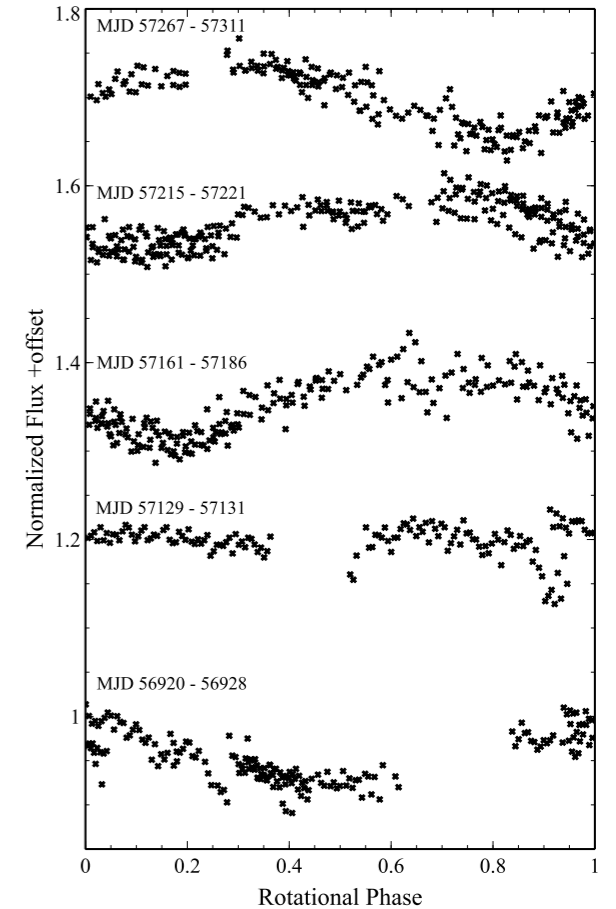 1.8
MJD 57267 - 57311
1.6
MJD 57215 - 57221
1.4
MJD 57161 - 57186
MJD 57129 - 57131
1.2
MJD 56920 - 56928
1
Normalized Flux +offset
0 0.2 0.4 0.6 0.8 1
Rotational Phase